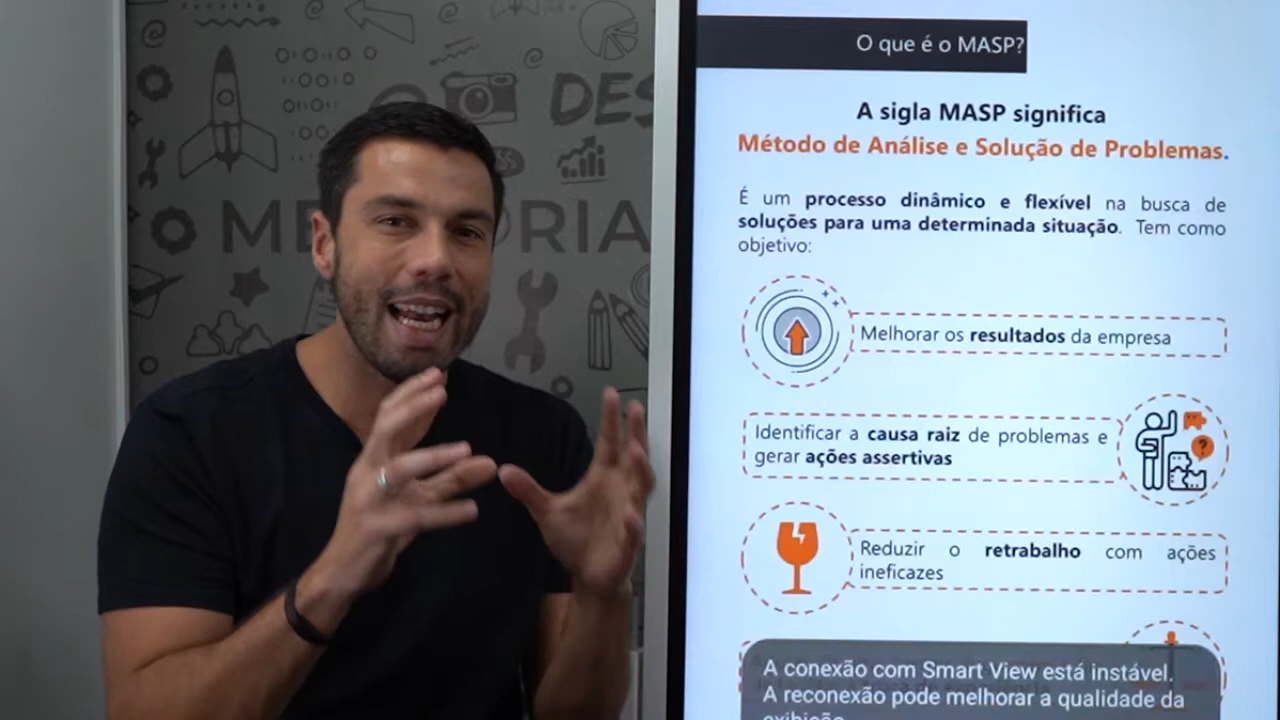 DES
O que é o MASP?
A sigla MASP significa
Método de Análise e Solução de Problemas.
É um processo dinâmico e flexível na busca de
soluções para uma determinada situação. Tem como
objetivo:
Melhorar os resultados da empresa
Identificar a causa raiz de problemas e
gerar ações assertivas
Reduzir o retrabalho com ações
ineficazes
A conexão com Smart View está instável.
A reconexão pode melhorar a qualidade da
exibição